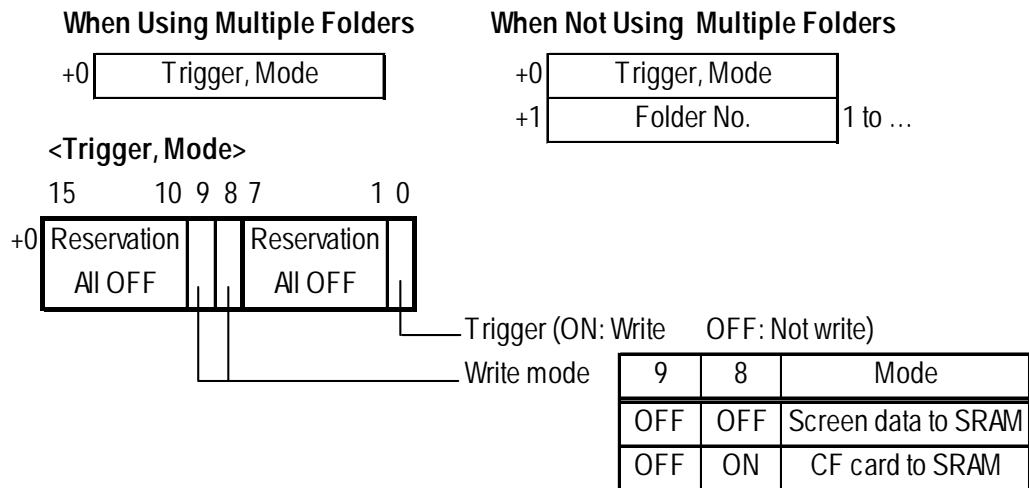 When Using Multiple Folders
+0 Trigger, Mode
When Not Using Multiple Folders
+0 Trigger, Mode
+1 Folder No. 1 to …
<Trigger, Mode>
15 10 9 8 7 1 0
+0 Reservation Reservation
All OFF All OFF
Trigger (ON: Write OFF: Not write)
Write mode
9 8 Mode
OFF OFF Screen data to SRAM
OFF ON CF card to SRAM